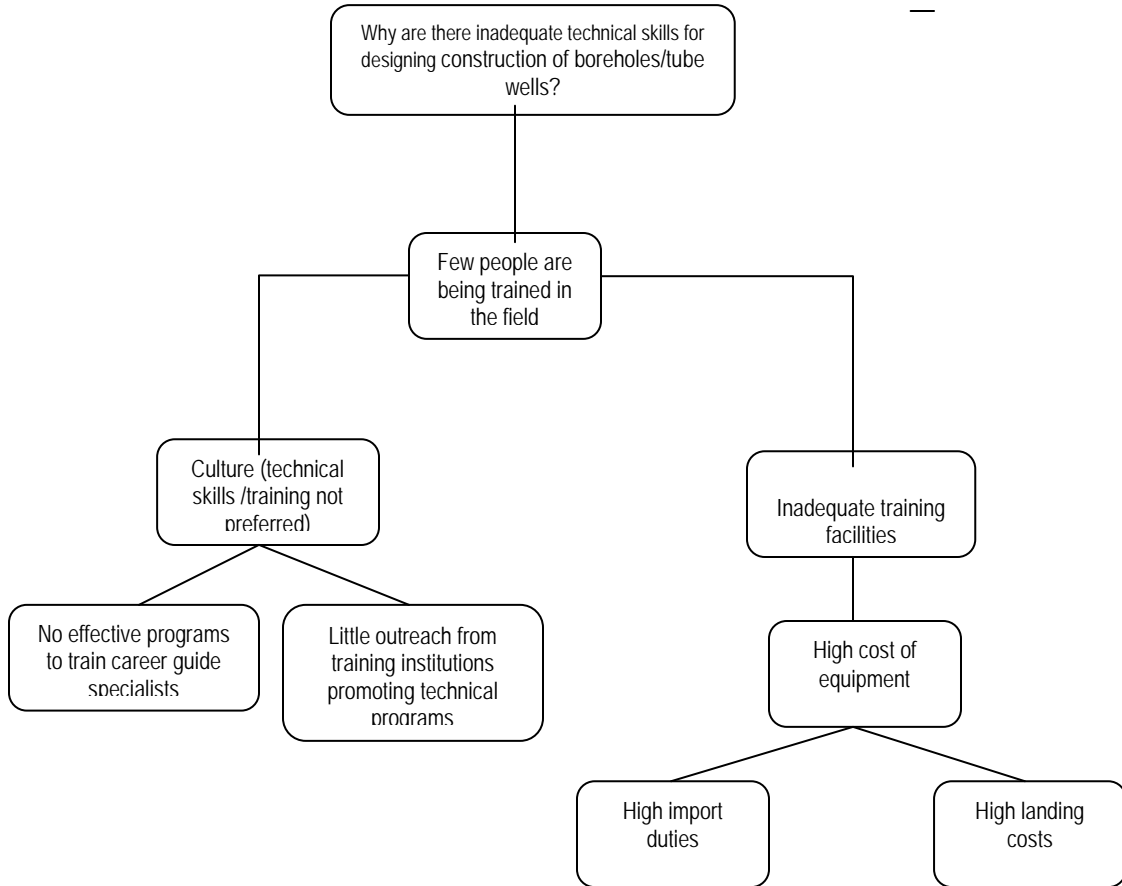 Why are there inadequate technical skills for
designing construction of boreholes/tube
wells?
Few people are
being trained in
the field
Culture (technical
skills /training not
preferred)
Inadequate training
facilities
No effective programs
to train career guide
specialists
Little outreach from
training institutions
promoting technical
programs
High cost of
equipment
High import
duties
High landing
costs